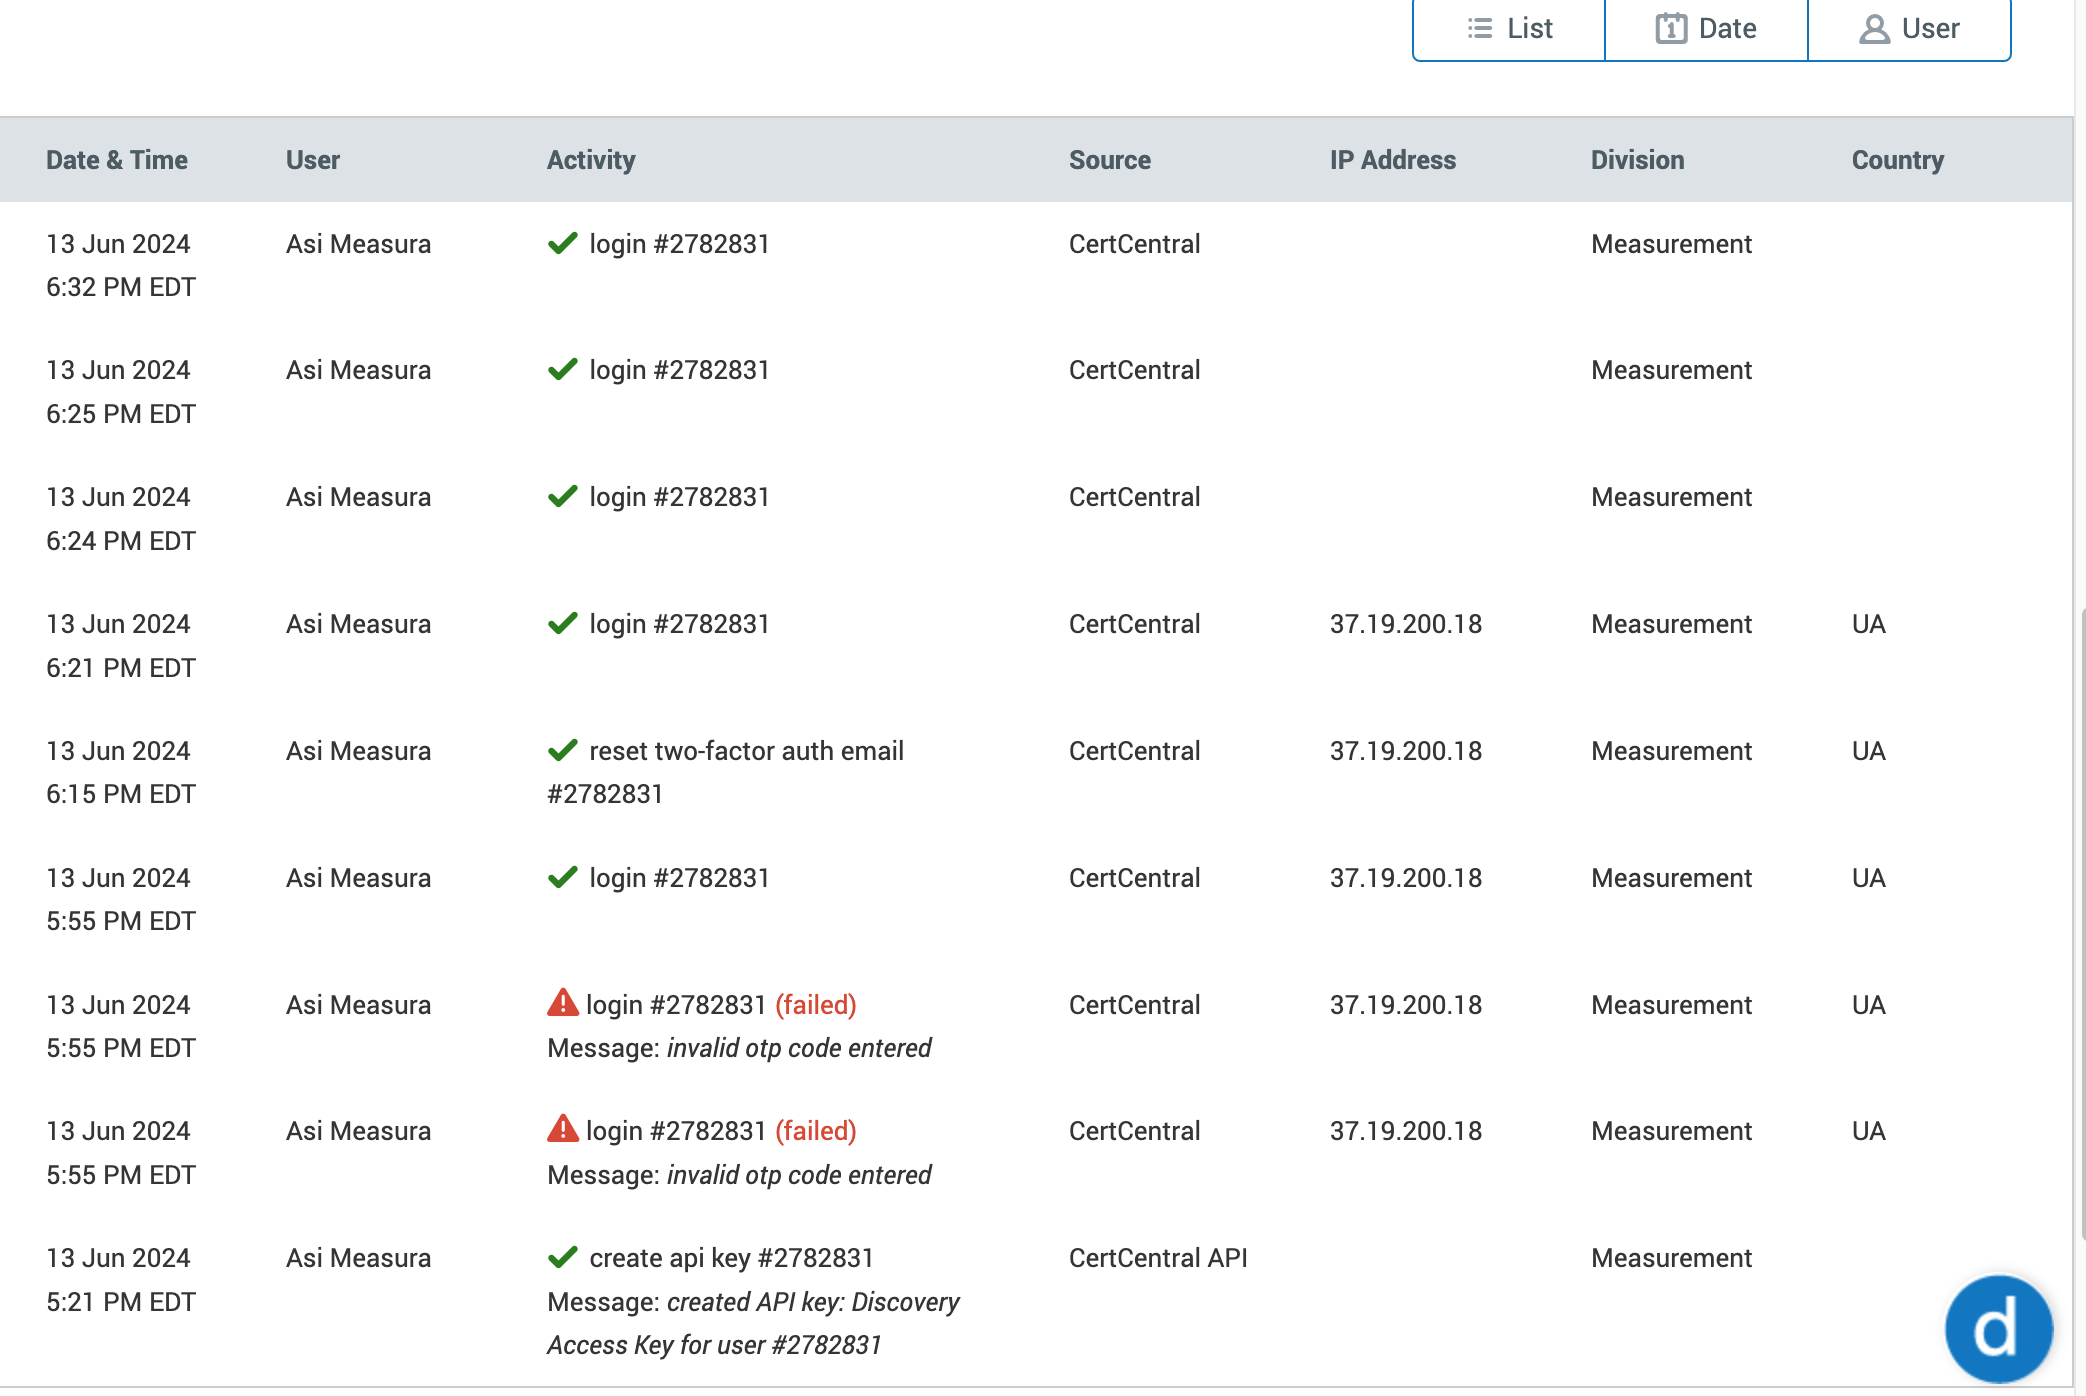 List Date User
Date & Time User Activity Source IP Address Division Country
13 Jun 2024 Asi Measura login #2782831 CertCentral Measurement
6:32 PM EDT
13 Jun 2024 Asi Measura login #2782831 CertCentral Measurement
6:25 PM EDT
13 Jun 2024 Asi Measura login #2782831 CertCentral Measurement
6:24 PM EDT
13 Jun 2024 Asi Measura login #2782831 CertCentral 37.19.200.18 Measurement UA
6:21 PM EDT
13 Jun 2024 Asi Measura reset two-factor auth email CertCentral 37.19.200.18 Measurement UA
6:15 PM EDT #2782831
13 Jun 2024 Asi Measura login #2782831 CertCentral 37.19.200.18 Measurement UA
5:55 PM EDT
13 Jun 2024 Asi Measura login #2782831 (failed) CertCentral 37.19.200.18 Measurement UA
5:55 PM EDT Message: invalid otp code entered
13 Jun 2024 Asi Measura login #2782831 (failed) CertCentral 37.19.200.18 Measurement UA
5:55 PM EDT Message: invalid otp code entered
13 Jun 2024 Asi Measura create api key #2782831 CertCentral API Measurement
5:21 PM EDT Message: created API key: Discovery
Access Key for user #2782831
d